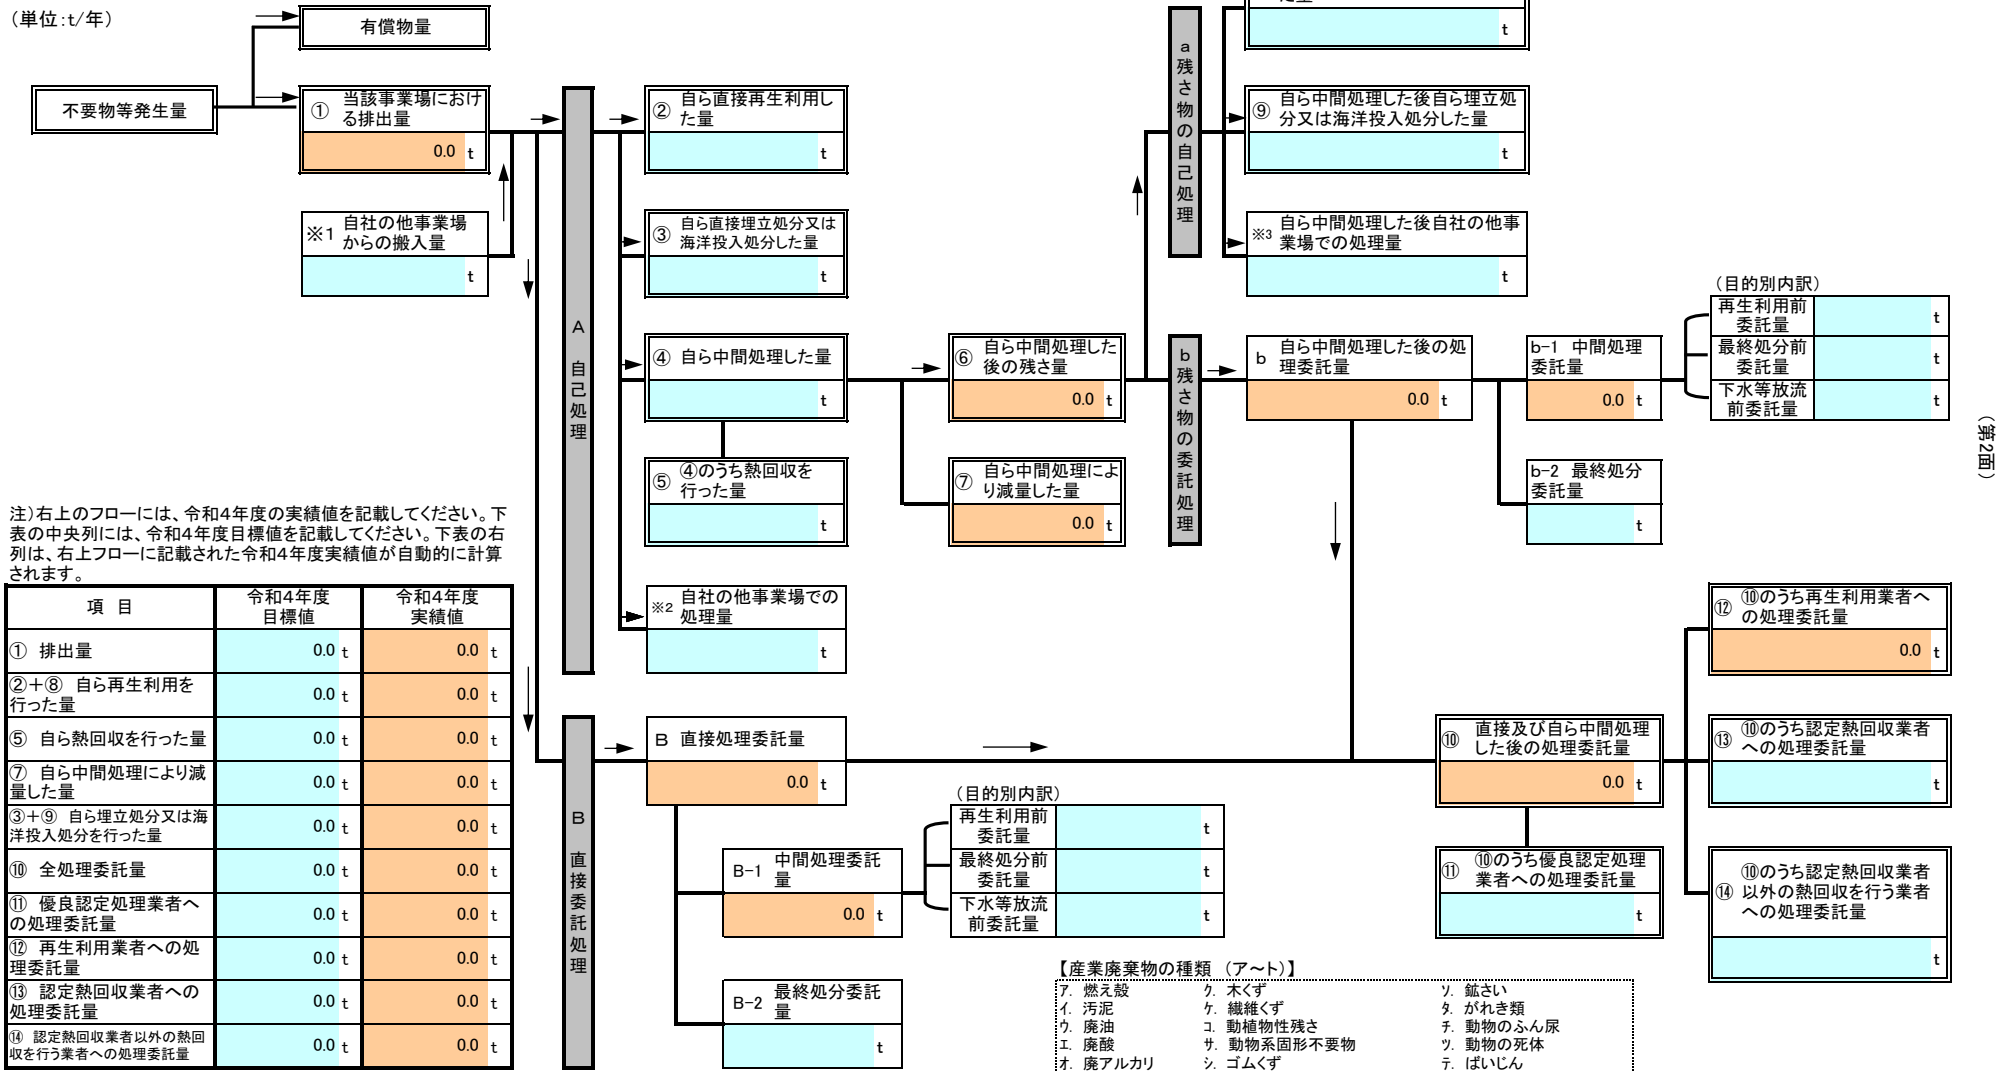 （単位:t/年）
有償物量
不要物等発生量
① 当該事業場におけ
る排出量
0.0 t
※1 自社の他事業場
からの搬入量
t
A 自己処理
② 自ら直接再生利用し
た量
t
③ 自ら直接埋立処分又は
海洋投入処分した量
t
④ 自ら中間処理した量
t
⑤ ④のうち熱回収を
行った量
t
※2 自社の他事業場での
処理量
t
⑥ 自ら中間処理した
後の残さ量
0.0 t
⑦ 自ら中間処理によ
り減量した量
0.0 t
a 残さ物の自己処理
t
⑨ 自ら中間処理した後自ら埋立処
分又は海洋投入処分した量
t
※3 自ら中間処理した後自社の他事
業場での処理量
t
b 残さ物の委託処理
b 自ら中間処理した後の処
理委託量
0.0 t
b-1 中間処理
委託量
0.0 t
（目的別内訳）
再生利用前
委託量
t
最終処分前
委託量
t
下水等放流
前委託量
t
b-2 最終処分
委託量
t
（第2面）
注）右上のフローには、令和4年度の実績値を記載してください。下
表の中央列には、令和4年度目標値を記載してください。下表の右
列は、右上フローに記載された令和4年度実績値が自動的に計算
されます。
項 目
令和4年度
目標値
令和4年度
実績値
① 排出量 0.0 t 0.0 t
②＋⑧ 自ら再生利用を
行った量 0.0 t 0.0 t
⑤ 自ら熱回収を行った量 0.0 t 0.0 t
⑦ 自ら中間処理により減
量した量 0.0 t 0.0 t
③＋⑨ 自ら埋立処分又は海
洋投入処分を行った量 0.0 t 0.0 t
⑩ 全処理委託量 0.0 t 0.0 t
⑪ 優良認定処理業者へ
の処理委託量 0.0 t 0.0 t
⑫ 再生利用業者への処
理委託量 0.0 t 0.0 t
⑬ 認定熱回収業者への
処理委託量 0.0 t 0.0 t
⑭ 認定熱回収業者以外の熱回
収を行う業者への処理委託量 0.0 t 0.0 t
B 直接委託処理
B 直接処理委託量
0.0 t
B-1 中間処理委託
量
0.0 t
（目的別内訳）
再生利用前
委託量
t
最終処分前
委託量
t
下水等放流
前委託量
t
B-2 最終処分委託
量
t
⑩ 直接及び自ら中間処理
した後の処理委託量
0.0 t
⑪ ⑩のうち優良認定処理
業者への処理委託量
t
⑫ ⑩のうち再生利用業者へ
の処理委託量
0.0 t
⑬ ⑩のうち認定熱回収業者
への処理委託量
t
⑭ ⑩のうち認定熱回収業者
以外の熱回収を行う業者
への処理委託量
t
【産業廃棄物の種類 （ア～ト）】
ア. 燃え殻 ク. 木くず ソ. 鉱さい
イ. 汚泥 ケ. 繊維くず タ. がれき類
ウ. 廃油 コ. 動植物性残さ チ. 動物のふん尿
エ. 廃酸 サ. 動物系固形不要物 ツ. 動物の死体
オ. 廃アルカリ シ. ゴムくず テ. ばいじん